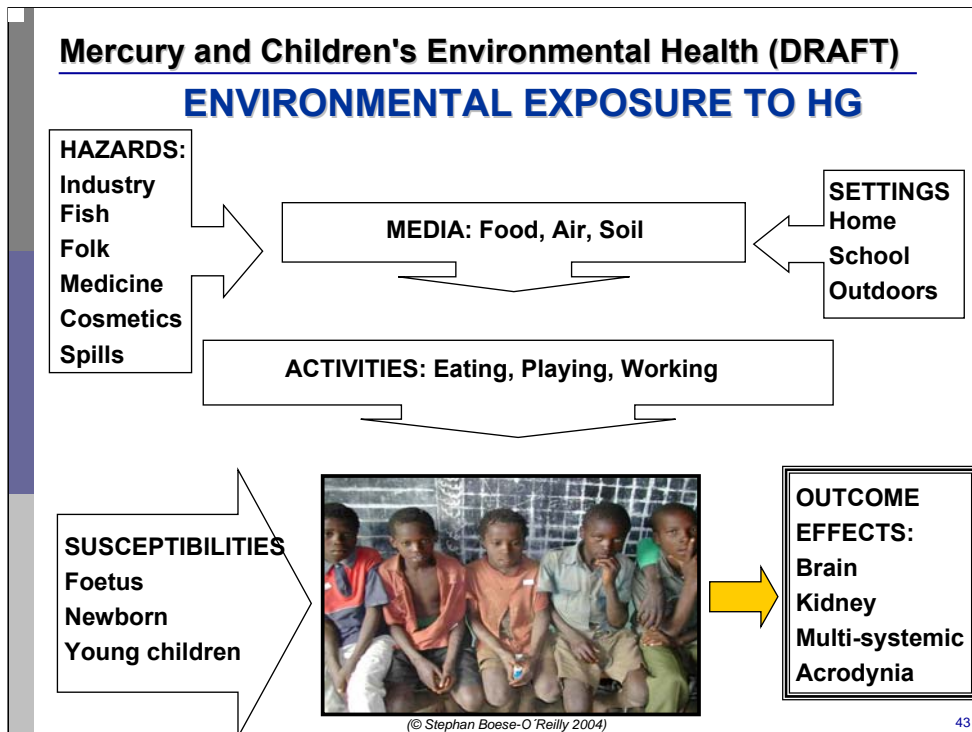 Mercury and Children's Environmental Health (DRAFT)
ENVIRONMENTAL EXPOSURE TO HG
HAZARDS:
Industry
Fish
Folk
Medicine
Cosmetics
Spills
MEDIA: Food, Air, Soil
SETTINGS
Home
School
Outdoors
ACTIVITIES: Eating, Playing, Working
SUSCEPTIBILITIES
Foetus
Newborn
Young children
OUTCOME
EFFECTS:
Brain
Kidney
Multi-systemic
Acrodynia
(© Stephan Boese-O´Reilly 2004)
43